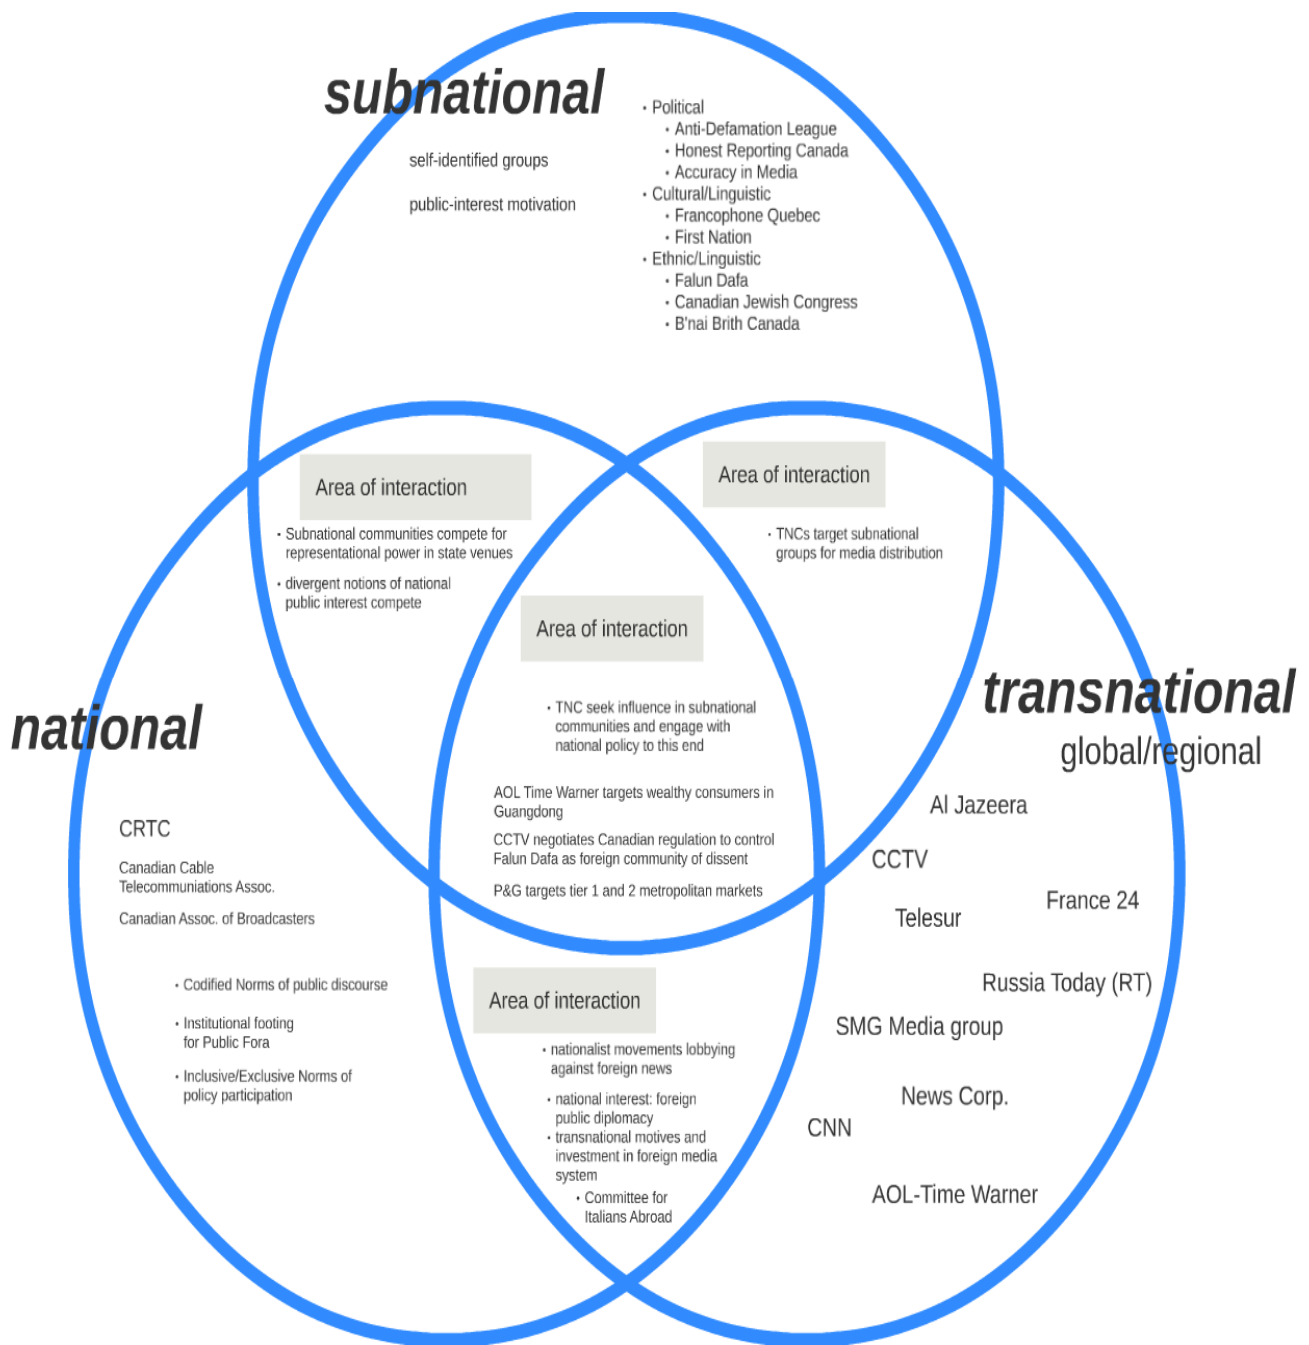 subnational
self-identified groups
public-interest motivation
• Political
• Anti-Defamation League
• Honest Reporting Canada
• Accuracy in Media
• Cultural/Linguistic
• Francophone Quebec
• First Nation
• Ethnic/Linguistic
• Falun Dafa
• Canadian Jewish Congress
• B'nai Brith Canada
Area of interaction
• Subnational communities compete for
representational power in state venues
• divergent notions of national
public interest compete
Area of interaction
• TNCs target subnational
groups for media distribution
Area of interaction
• TNC seek influence in subnational
communities and engage with
national policy to this end
AOL Time Warner targets wealthy consumers in
Guangdong
CCTV negotiates Canadian regulation to control
Falun Dafa as foreign community of dissent
P&G targets tier 1 and 2 metropolitan markets
national
CRTC
Canadian Cable
Telecommuniations Assoc.
Canadian Assoc. of Broadcasters
• Codified Norms of public discourse
• Institutional footing
for Public Fora
• Inclusive/Exclusive Norms of
policy participation
Area of interaction
• nationalist movements lobbying
against foreign news
• national interest: foreign
public diplomacy
• transnational motives and
investment in foreign media
system
• Committee for
Italians Abroad
transnational
global/regional
Al Jazeera
CCTV
France 24
Telesur
Russia Today (RT)
SMG Media group
News Corp.
CNN
AOL-Time Warner